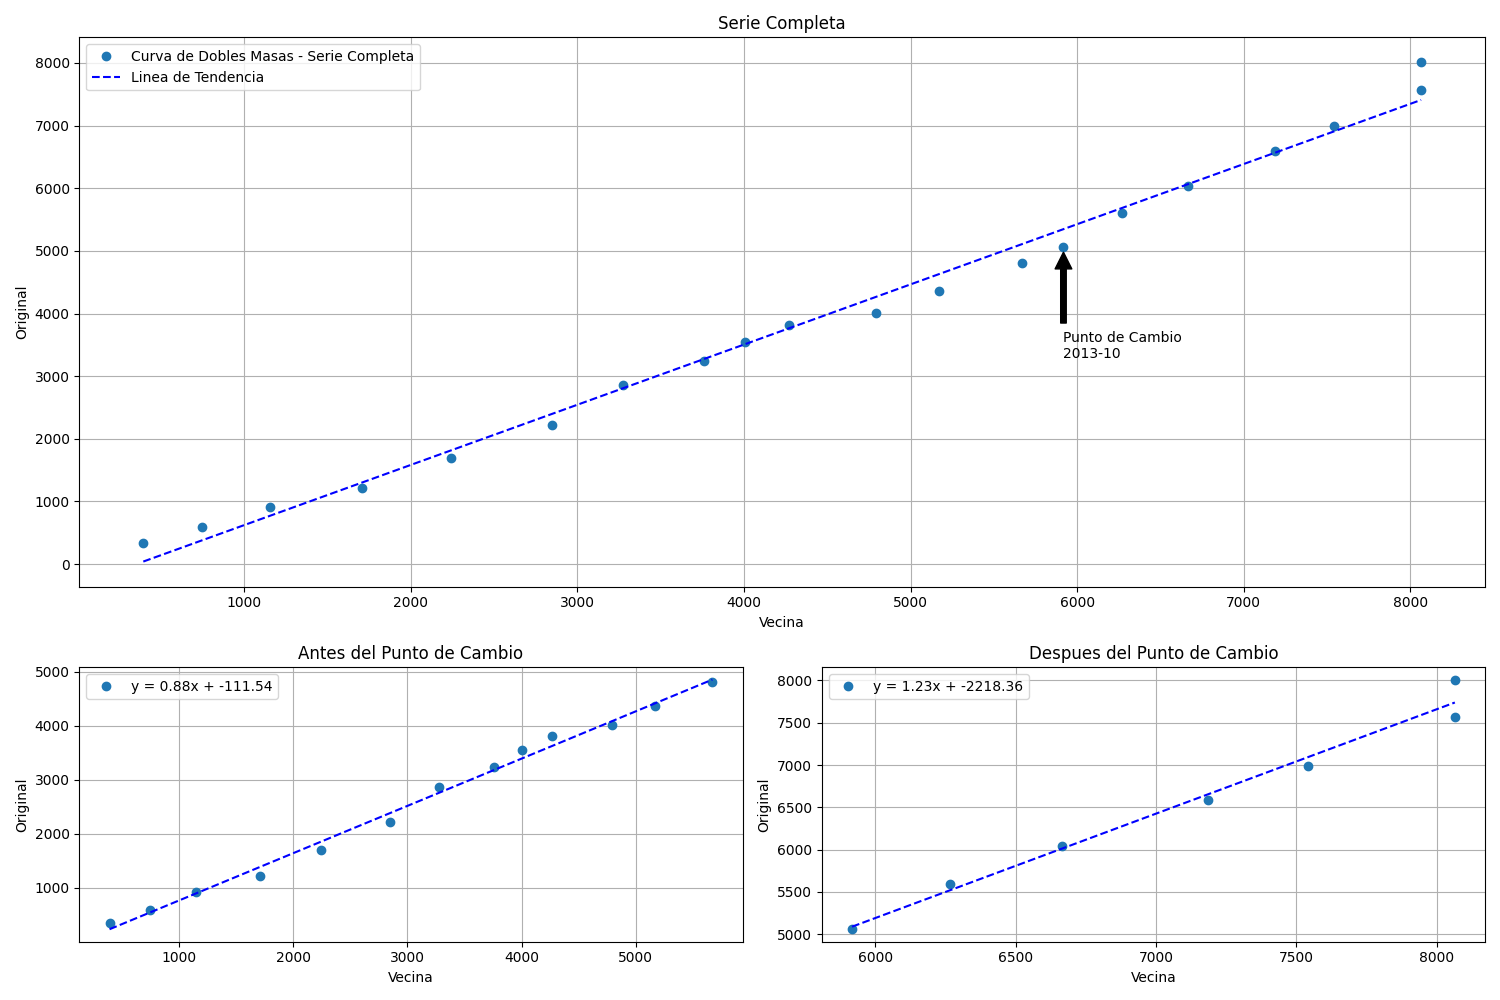 Serie Completa
Curva de Dobles Masas - Serie Completa
Linea de Tendencia
8000
7000
6000
5000
4000
3000
2000
1000
0
Original
Punto de Cambio
2013-10
1000 2000 3000 4000 5000 6000 7000 8000
Vecina
Antes del Punto de Cambio
y = 0.88x + -111.54
5000
4000
3000
2000
1000
Original
1000 2000 3000 4000 5000
Vecina
Despues del Punto de Cambio
y = 1.23x + -2218.36
8000
7500
7000
6500
6000
5500
5000
Original
6000 6500 7000 7500 8000
Vecina